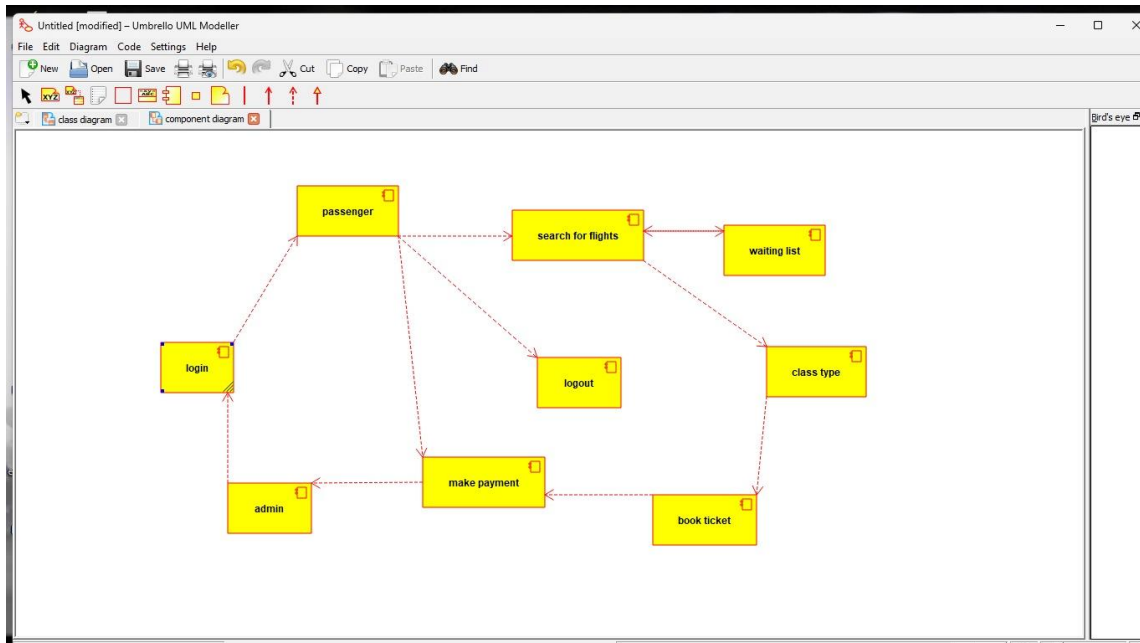 Untitled [modified] – Umbrello UML Modeller
File Edit Diagram Code Settings Help
New Open Save Cut Copy Paste Find
class diagram component diagram Bird's eye
passenger
search for flights
waiting list
login
logout
class type
make payment
admin
book ticket